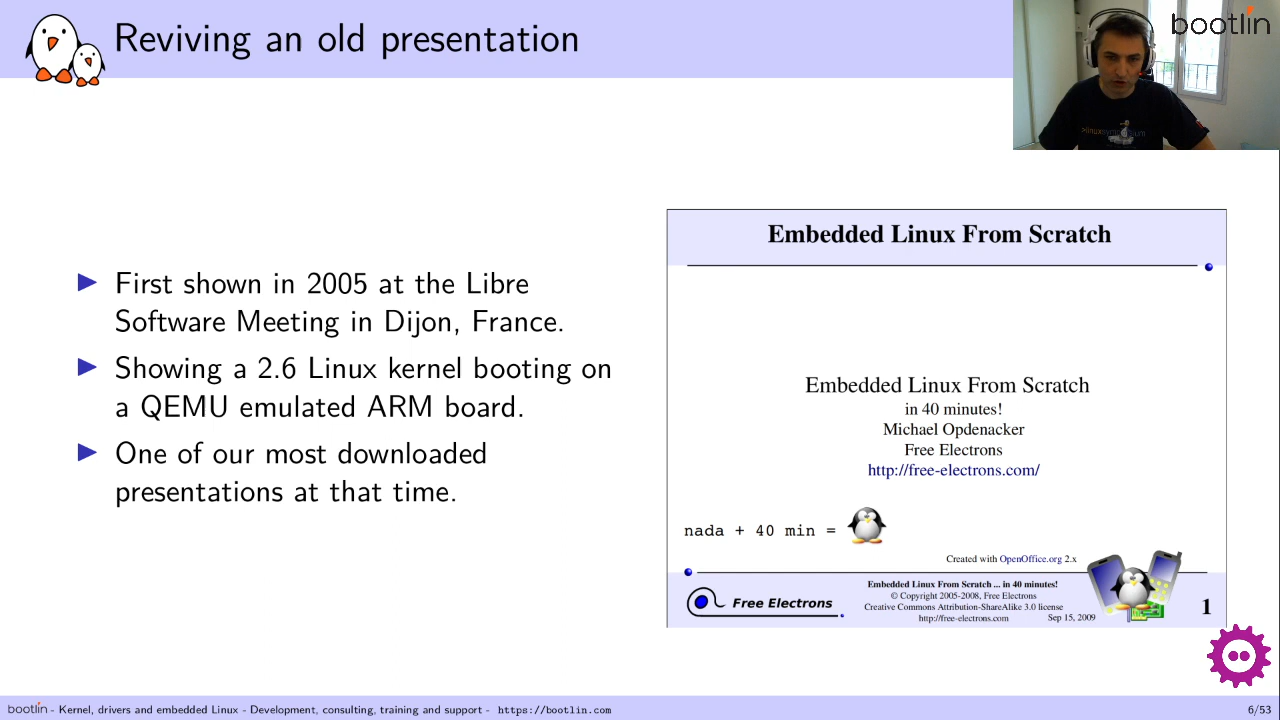 Reviving an old presentation
bootlin
>linuxsymposium
First shown in 2005 at the Libre
Software Meeting in Dijon, France.
Showing a 2.6 Linux kernel booting on
a QEMU emulated ARM board.
One of our most downloaded
presentations at that time.
Embedded Linux From Scratch
Embedded Linux From Scratch
in 40 minutes!
Michael Opdenacker
Free Electrons
http://free-electrons.com/
nada + 40 min =
Created with OpenOffice.org 2.x
Free Electrons
Embedded Linux From Scratch ... in 40 minutes!
© Copyright 2005-2008, Free Electrons
Creative Commons Attribution-ShareAlike 3.0 license
http://free-electrons.com
Sep 15, 2009
1
bootlin - Kernel, drivers and embedded Linux - Development, consulting, training and support - https://bootlin.com
6/53